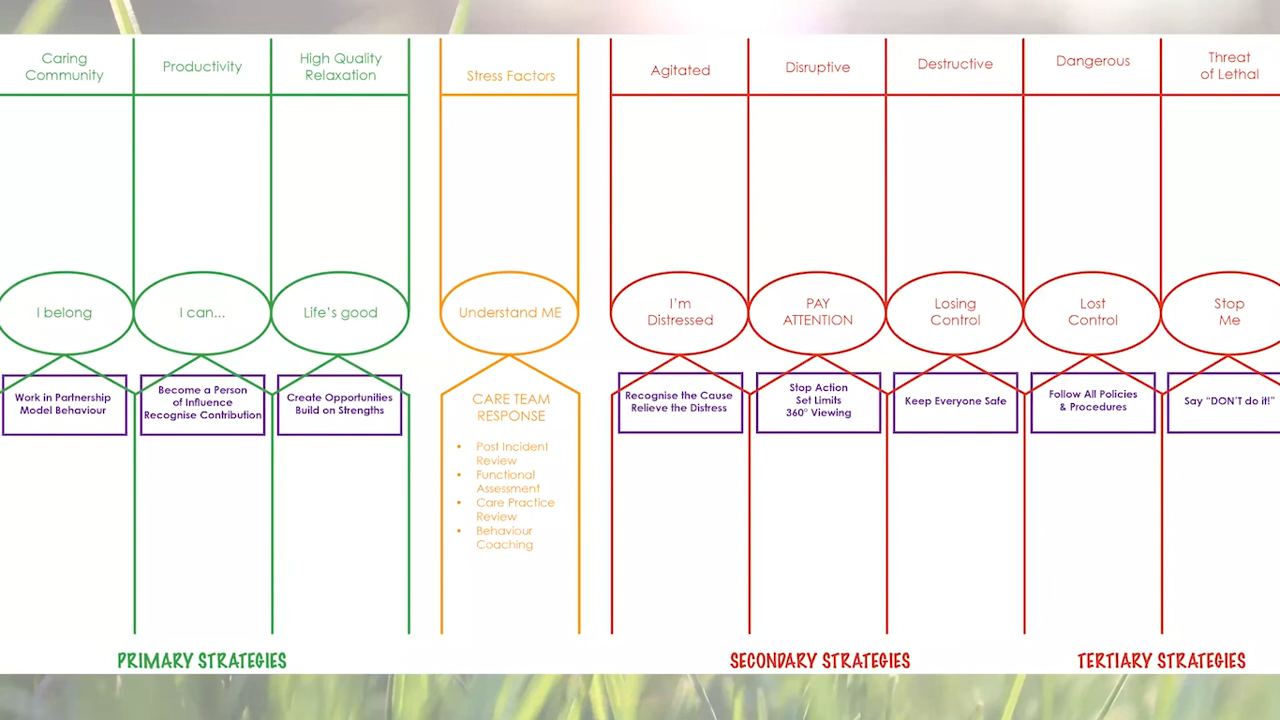 Caring
Community
Productivity
High Quality
Relaxation
Stress Factors
Agitated
Disruptive
Destructive
Dangerous
Threat
of Lethal
I belong
I can...
Life's good
Understand ME
I'm
Distressed
PAY
ATTENTION
Losing
Control
Lost
Control
Stop
Me
Work in Partnership
Model Behaviour
Become a Person
of Influence
Recognise Contribution
Create Opportunities
Build on Strengths
CARE TEAM
RESPONSE
• Post Incident
Review
• Functional
Assessment
• Care Practice
Review
• Behaviour
Coaching
Recognise the Cause
Relieve the Distress
Stop Action
Set Limits
360° Viewing
Keep Everyone Safe
Follow All Policies
& Procedures
Say "DON'T do it!"
PRIMARY STRATEGIES
SECONDARY STRATEGIES
TERTIARY STRATEGIES